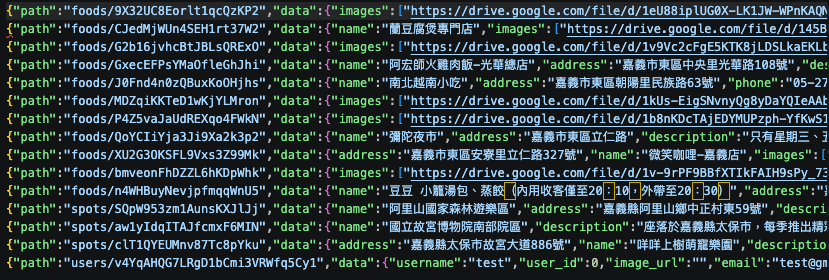 {"path":"foods/9X32UC8Eorlt1qcQzKP2","data":{"images":["https://drive.google.com/file/d/1eU88iplUG0X-LK1JW-WPnKAQN
{"path":"foods/CJedMjWUn4SEH1rt37W2","data":{"name":"蘭豆腐煲專門店","images":["https://drive.google.com/file/d/145B
{"path":"foods/G2b16jvhcBtJBLsQRExO","data":{"images":["https://drive.google.com/file/d/1v9Vc2cFgE5KTK8jLDSLkaEKLb
{"path":"foods/GxecEFPsYMaOfleGhJhi","data":{"name":"阿宏師火雞肉飯-光華總店","address":"嘉義市東區中央里光華路108號","des
{"path":"foods/J0Fnd4n0zQBuxKoOHjhs","data":{"name":"南北越南小吃","address":"嘉義市東區朝陽里民族路63號","phone":"05-27
{"path":"foods/MDZqiKKTeD1wKjYLMron","data":{"images":["https://drive.google.com/file/d/1kUs-EigSNvnyQg8yDaYQIeAAb
{"path":"foods/P4Z5vaJaUdREXqo4FWkN","data":{"images":["https://drive.google.com/file/d/1b8nKDcTAjEDYMUPzph-YfKwS1
{"path":"foods/QoYCIiYja3Ji9Xa2k3p2","data":{"name":"彌陀夜市","address":"嘉義市東區立仁路","description":"只有星期三、五
{"path":"foods/XU2G3OKSFL9Vxs3Z99Mk","data":{"address":"嘉義市東區安寮里立仁路327號","name":"微笑咖哩-嘉義店","images":[
{"path":"foods/bmveonFhDZZL6hKDpWhk","data":{"images":["https://drive.google.com/file/d/1v-9rPF9BBfXTIkFAIH9sPy_73
{"path":"foods/n4WHBuyNevjpfmqqWnU5","data":{"name":"豆豆 小籠湯包、蒸餃（內用收客僅至20：10，外帶至20：30）","address":"
{"path":"spots/SQpW953zm1AunsKXJlJj","data":{"name":"阿里山國家森林遊樂區","address":"嘉義縣阿里山鄉中正村東59號","descri
{"path":"spots/aw1yIdqITAJfcmxF6MIN","data":{"name":"國立故宮博物院南部院區","description":"座落於嘉義縣太保市，每季推出精
{"path":"spots/clT1QYEUMnv87Tc8pYku","data":{"address":"嘉義縣太保市故宮大道886號","name":"咩咩上樹萌寵樂園","description
{"path":"users/v4YqAHQG7LRgD1bCmi3VRWfq5Cy1","data":{"username":"test","user_id":0,"image_url":"","email":"test@gm